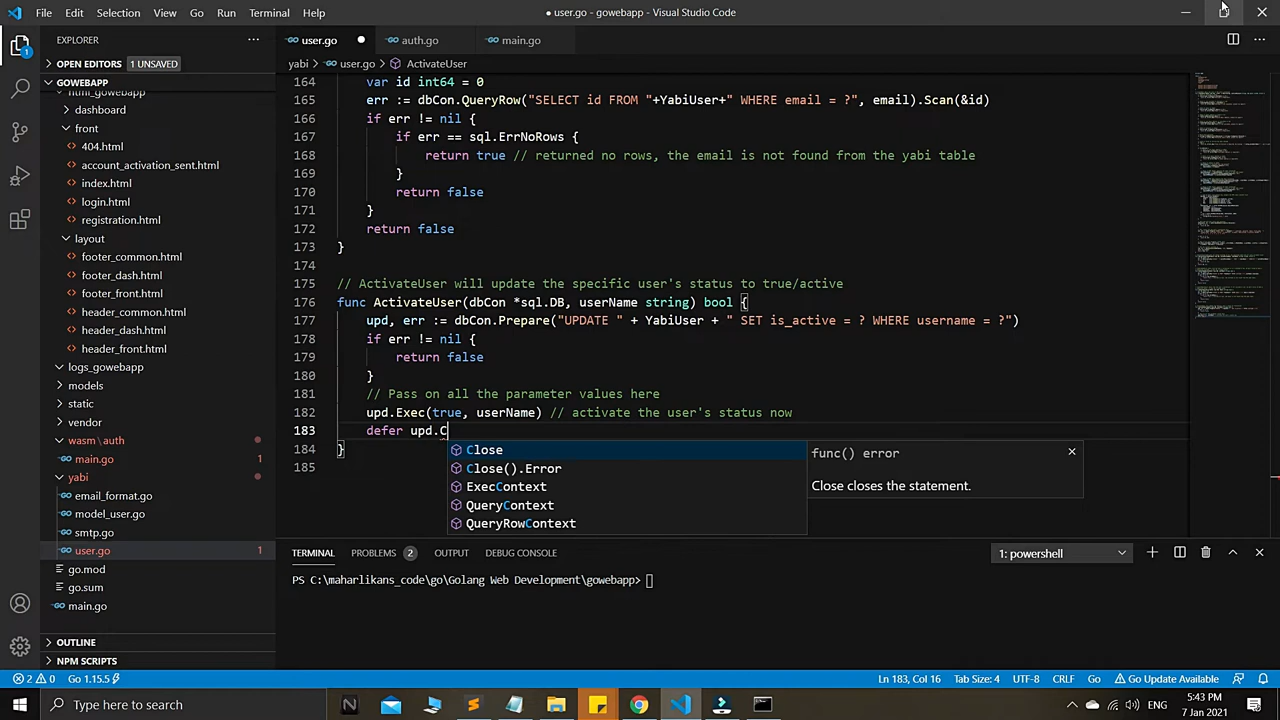 File Edit Selection View Go Run Terminal Help
● user.go - gowebapp - Visual Studio Code
EXPLORER
user.go auth.go main.go
OPEN EDITORS 1 UNSAVED
yabi > user.go > ActivateUser
GOWEBAPP
html_gowebapp
dashboard
front
404.html
account_activation_sent.html
index.html
login.html
registration.html
layout
footer_common.html
footer_dash.html
footer_front.html
header_common.html
header_dash.html
header_front.html
logs_gowebapp
models
static
vendor
wasm\auth
main.go 1
yabi
email_format.go
model_user.go
smtp.go
user.go 1
go.mod
go.sum
main.go
OUTLINE
NPM SCRIPTS
164 var id int64 = 0
165 err := dbCon.QueryRow("SELECT id FROM "+YabiUser+" WHERE email = ?", email).Scan(&id)
166 if err != nil {
167 if err == sql.ErrNoRows {
168 return true // returned no rows, the email is not found from the yabi table
169 }
170 return false
171 }
172 return false
173 }
174
175 // ActivateUser will set the specific user's status to true/active
176 func ActivateUser(dbCon *sql.DB, userName string) bool {
177 upd, err := dbCon.Prepare("UPDATE " + YabiUser + " SET is_active = ? WHERE username = ?")
178 if err != nil {
179 return false
180 }
181 // Pass on all the parameter values here
182 upd.Exec(true, userName) // activate the user's status now
183 defer upd.C
184 }
185
Close
Close().Error
ExecContext
QueryContext
QueryRowContext
func() error
Close closes the statement.
TERMINAL PROBLEMS 2 OUTPUT DEBUG CONSOLE
1: powershell
PS C:\maharlikans_code\go\Golang Web Development\gowebapp>
2 0 Go 1.15.5
Ln 183, Col 16 Tab Size: 4 UTF-8 CRLF Go Go Update Available
Type here to search
5:43 PM
7 Jan 2021